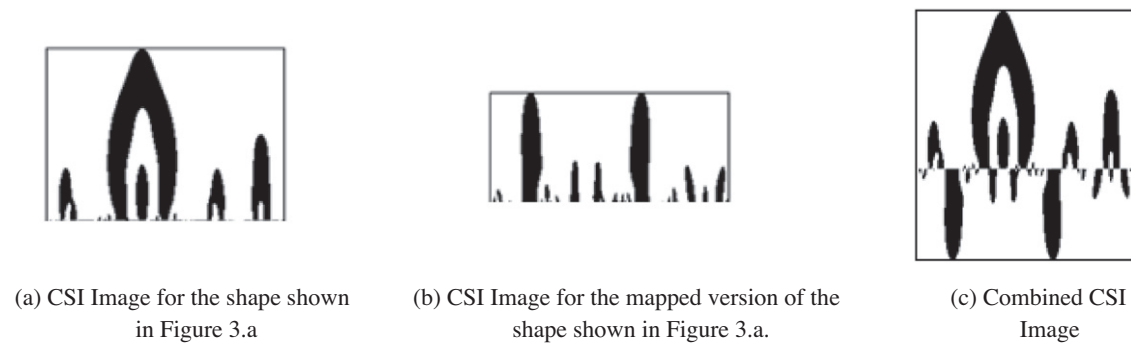 (a) CSI Image for the shape shown
in Figure 3.a
(b) CSI Image for the mapped version of the
shape shown in Figure 3.a.
(c) Combined CSI
Image